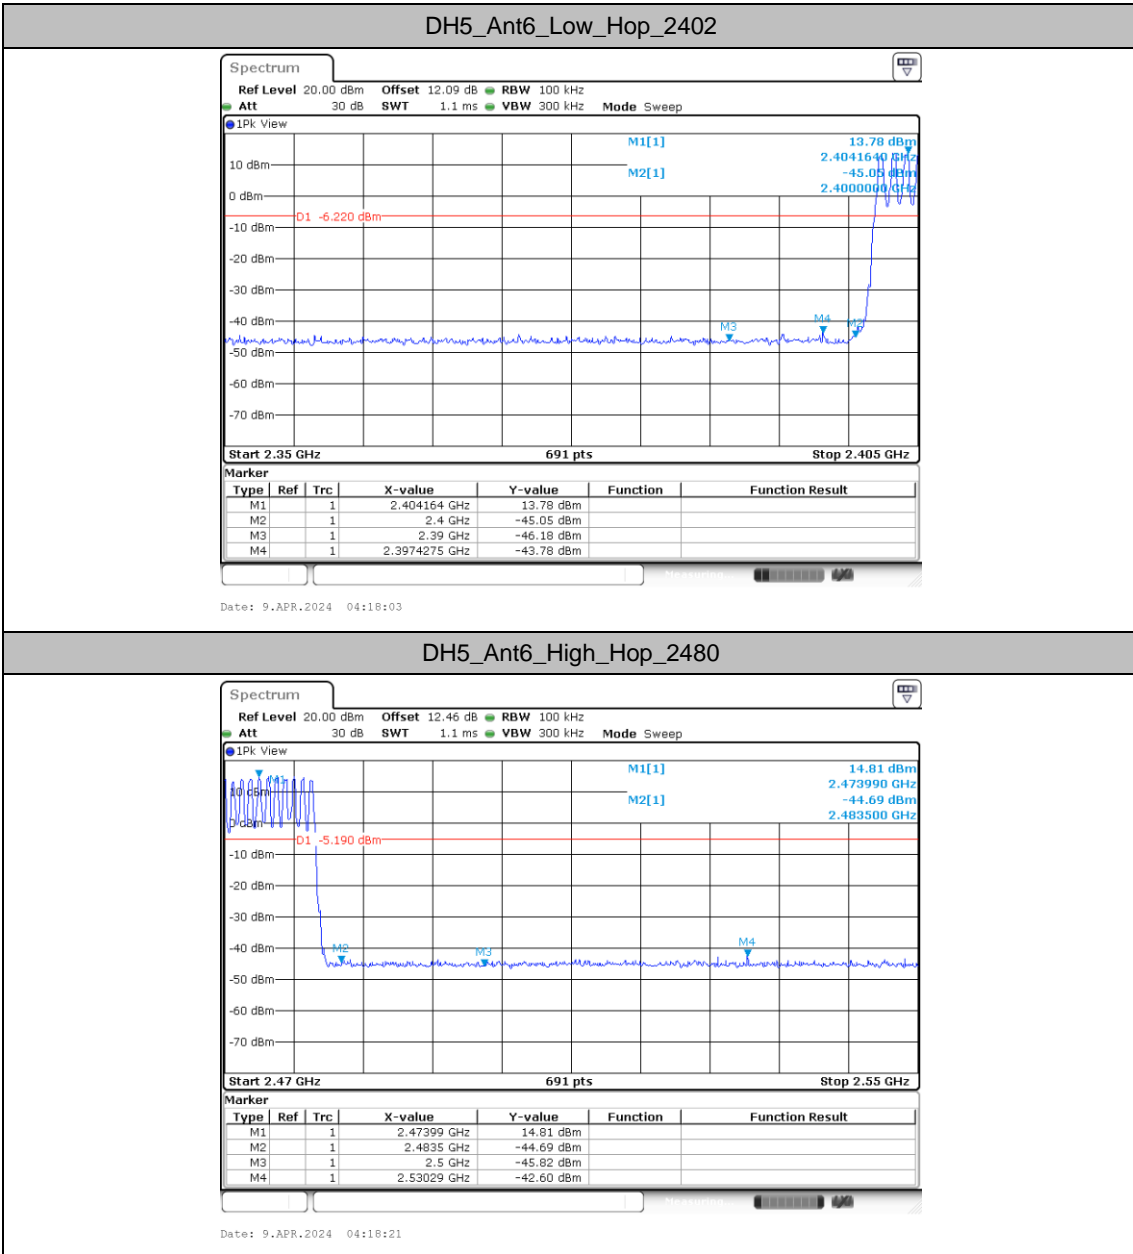 DH5_Ant6_Low_Hop_2402
Spectrum
Ref Level 20.00 dBm Offset 12.09 dB RBW 100 kHz
Att 30 dB SWT 1.1 ms VBW 300 kHz Mode Sweep
1Pk View
M1[1] 13.78 dBm
2.4041640 GHz
M2[1] -45.05 dBm
2.4000000 GHz
10 dBm
0 dBm
D1 -6.220 dBm
-10 dBm
-20 dBm
-30 dBm
-40 dBm
M3 M4 M2
-50 dBm
-60 dBm
-70 dBm
Start 2.35 GHz 691 pts Stop 2.405 GHz
Marker
Type Ref Trc X-value Y-value Function Function Result
M1 1 2.404164 GHz 13.78 dBm
M2 1 2.4 GHz -45.05 dBm
M3 1 2.39 GHz -46.18 dBm
M4 1 2.3974275 GHz -43.78 dBm
Measuring...
Date: 9.APR.2024 04:18:03
DH5_Ant6_High_Hop_2480
Spectrum
Ref Level 20.00 dBm Offset 12.46 dB RBW 100 kHz
Att 30 dB SWT 1.1 ms VBW 300 kHz Mode Sweep
1Pk View
M1[1] 14.81 dBm
2.473990 GHz
M2[1] -44.69 dBm
2.483500 GHz
M1
10 dBm
0 dBm
D1 -5.190 dBm
-10 dBm
-20 dBm
-30 dBm
-40 dBm
M2 M3 M4
-50 dBm
-60 dBm
-70 dBm
Start 2.47 GHz 691 pts Stop 2.55 GHz
Marker
Type Ref Trc X-value Y-value Function Function Result
M1 1 2.47399 GHz 14.81 dBm
M2 1 2.4835 GHz -44.69 dBm
M3 1 2.5 GHz -45.82 dBm
M4 1 2.53029 GHz -42.60 dBm
Measuring...
Date: 9.APR.2024 04:18:21